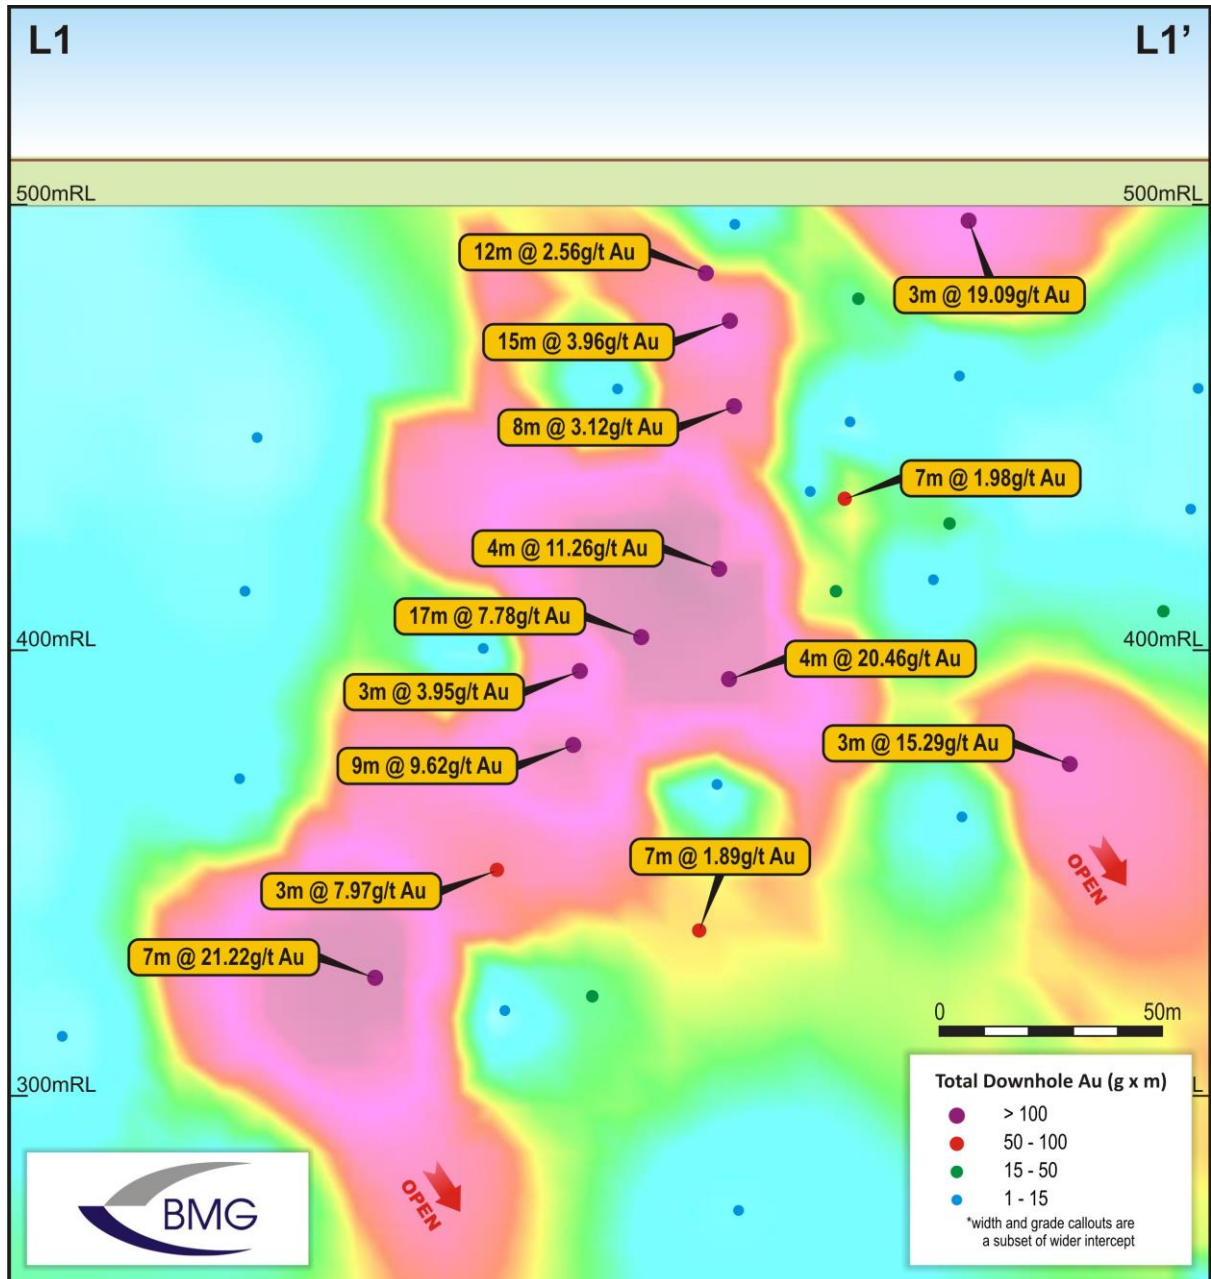 L1
L1’
500mRL
500mRL
12m @ 2.56g/t Au
3m @ 19.09g/t Au
15m @ 3.96g/t Au
8m @ 3.12g/t Au
7m @ 1.98g/t Au
4m @ 11.26g/t Au
17m @ 7.78g/t Au
400mRL
400mRL
4m @ 20.46g/t Au
3m @ 3.95g/t Au
3m @ 15.29g/t Au
9m @ 9.62g/t Au
7m @ 1.89g/t Au
OPEN
3m @ 7.97g/t Au
7m @ 21.22g/t Au
0
50m
300mRL
L
Total Downhole Au (g x m)
> 100
50 - 100
15 - 50
1 - 15
*width and grade callouts are
a subset of wider intercept
OPEN
BMG